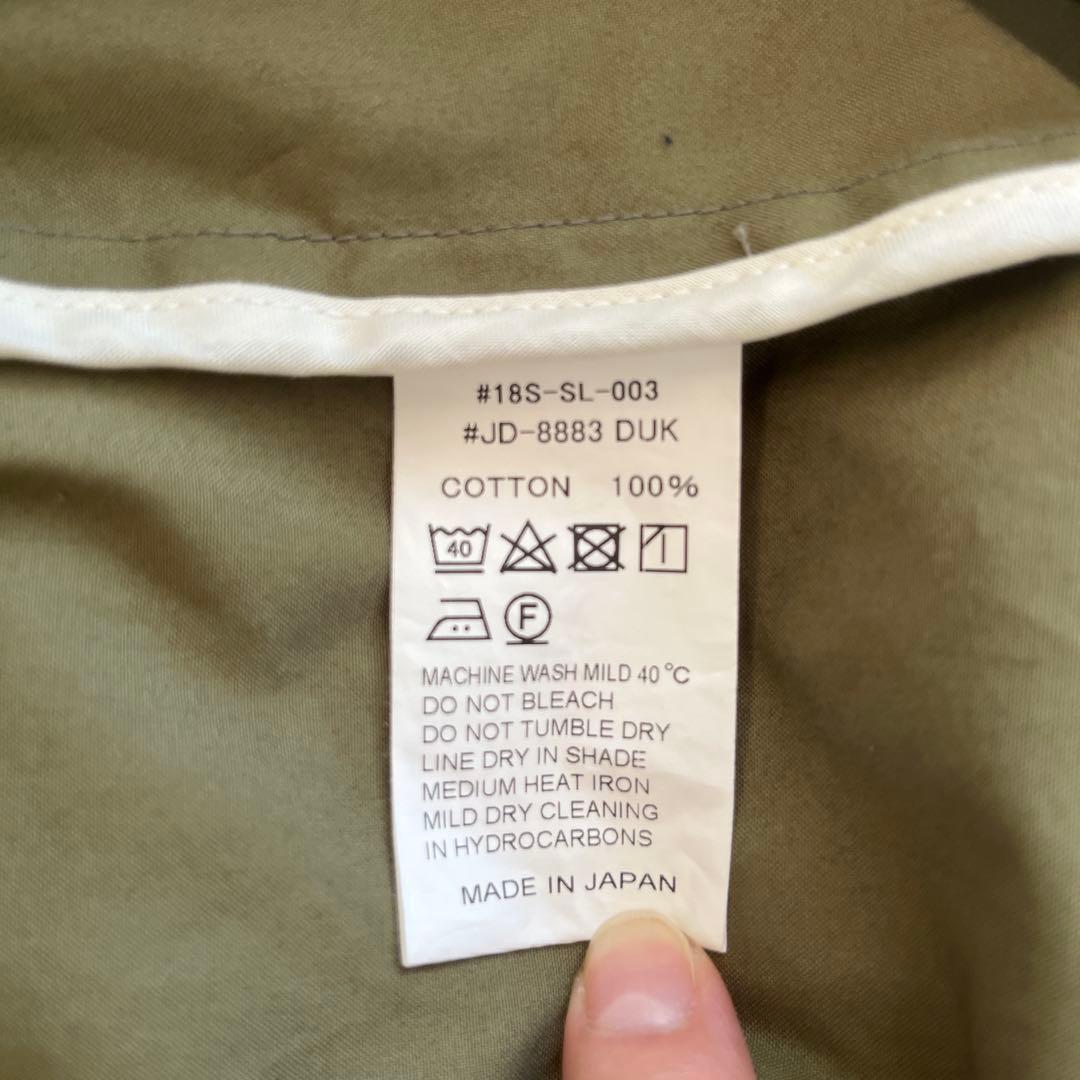 #18S-SL-003
#JD-8883 DUK
COTTON 100%
40
F
MACHINE WASH MILD 40 °C
DO NOT BLEACH
DO NOT TUMBLE DRY
LINE DRY IN SHADE
MEDIUM HEAT IRON
MILD DRY CLEANING
IN HYDROCARBONS
MADE IN JAPAN